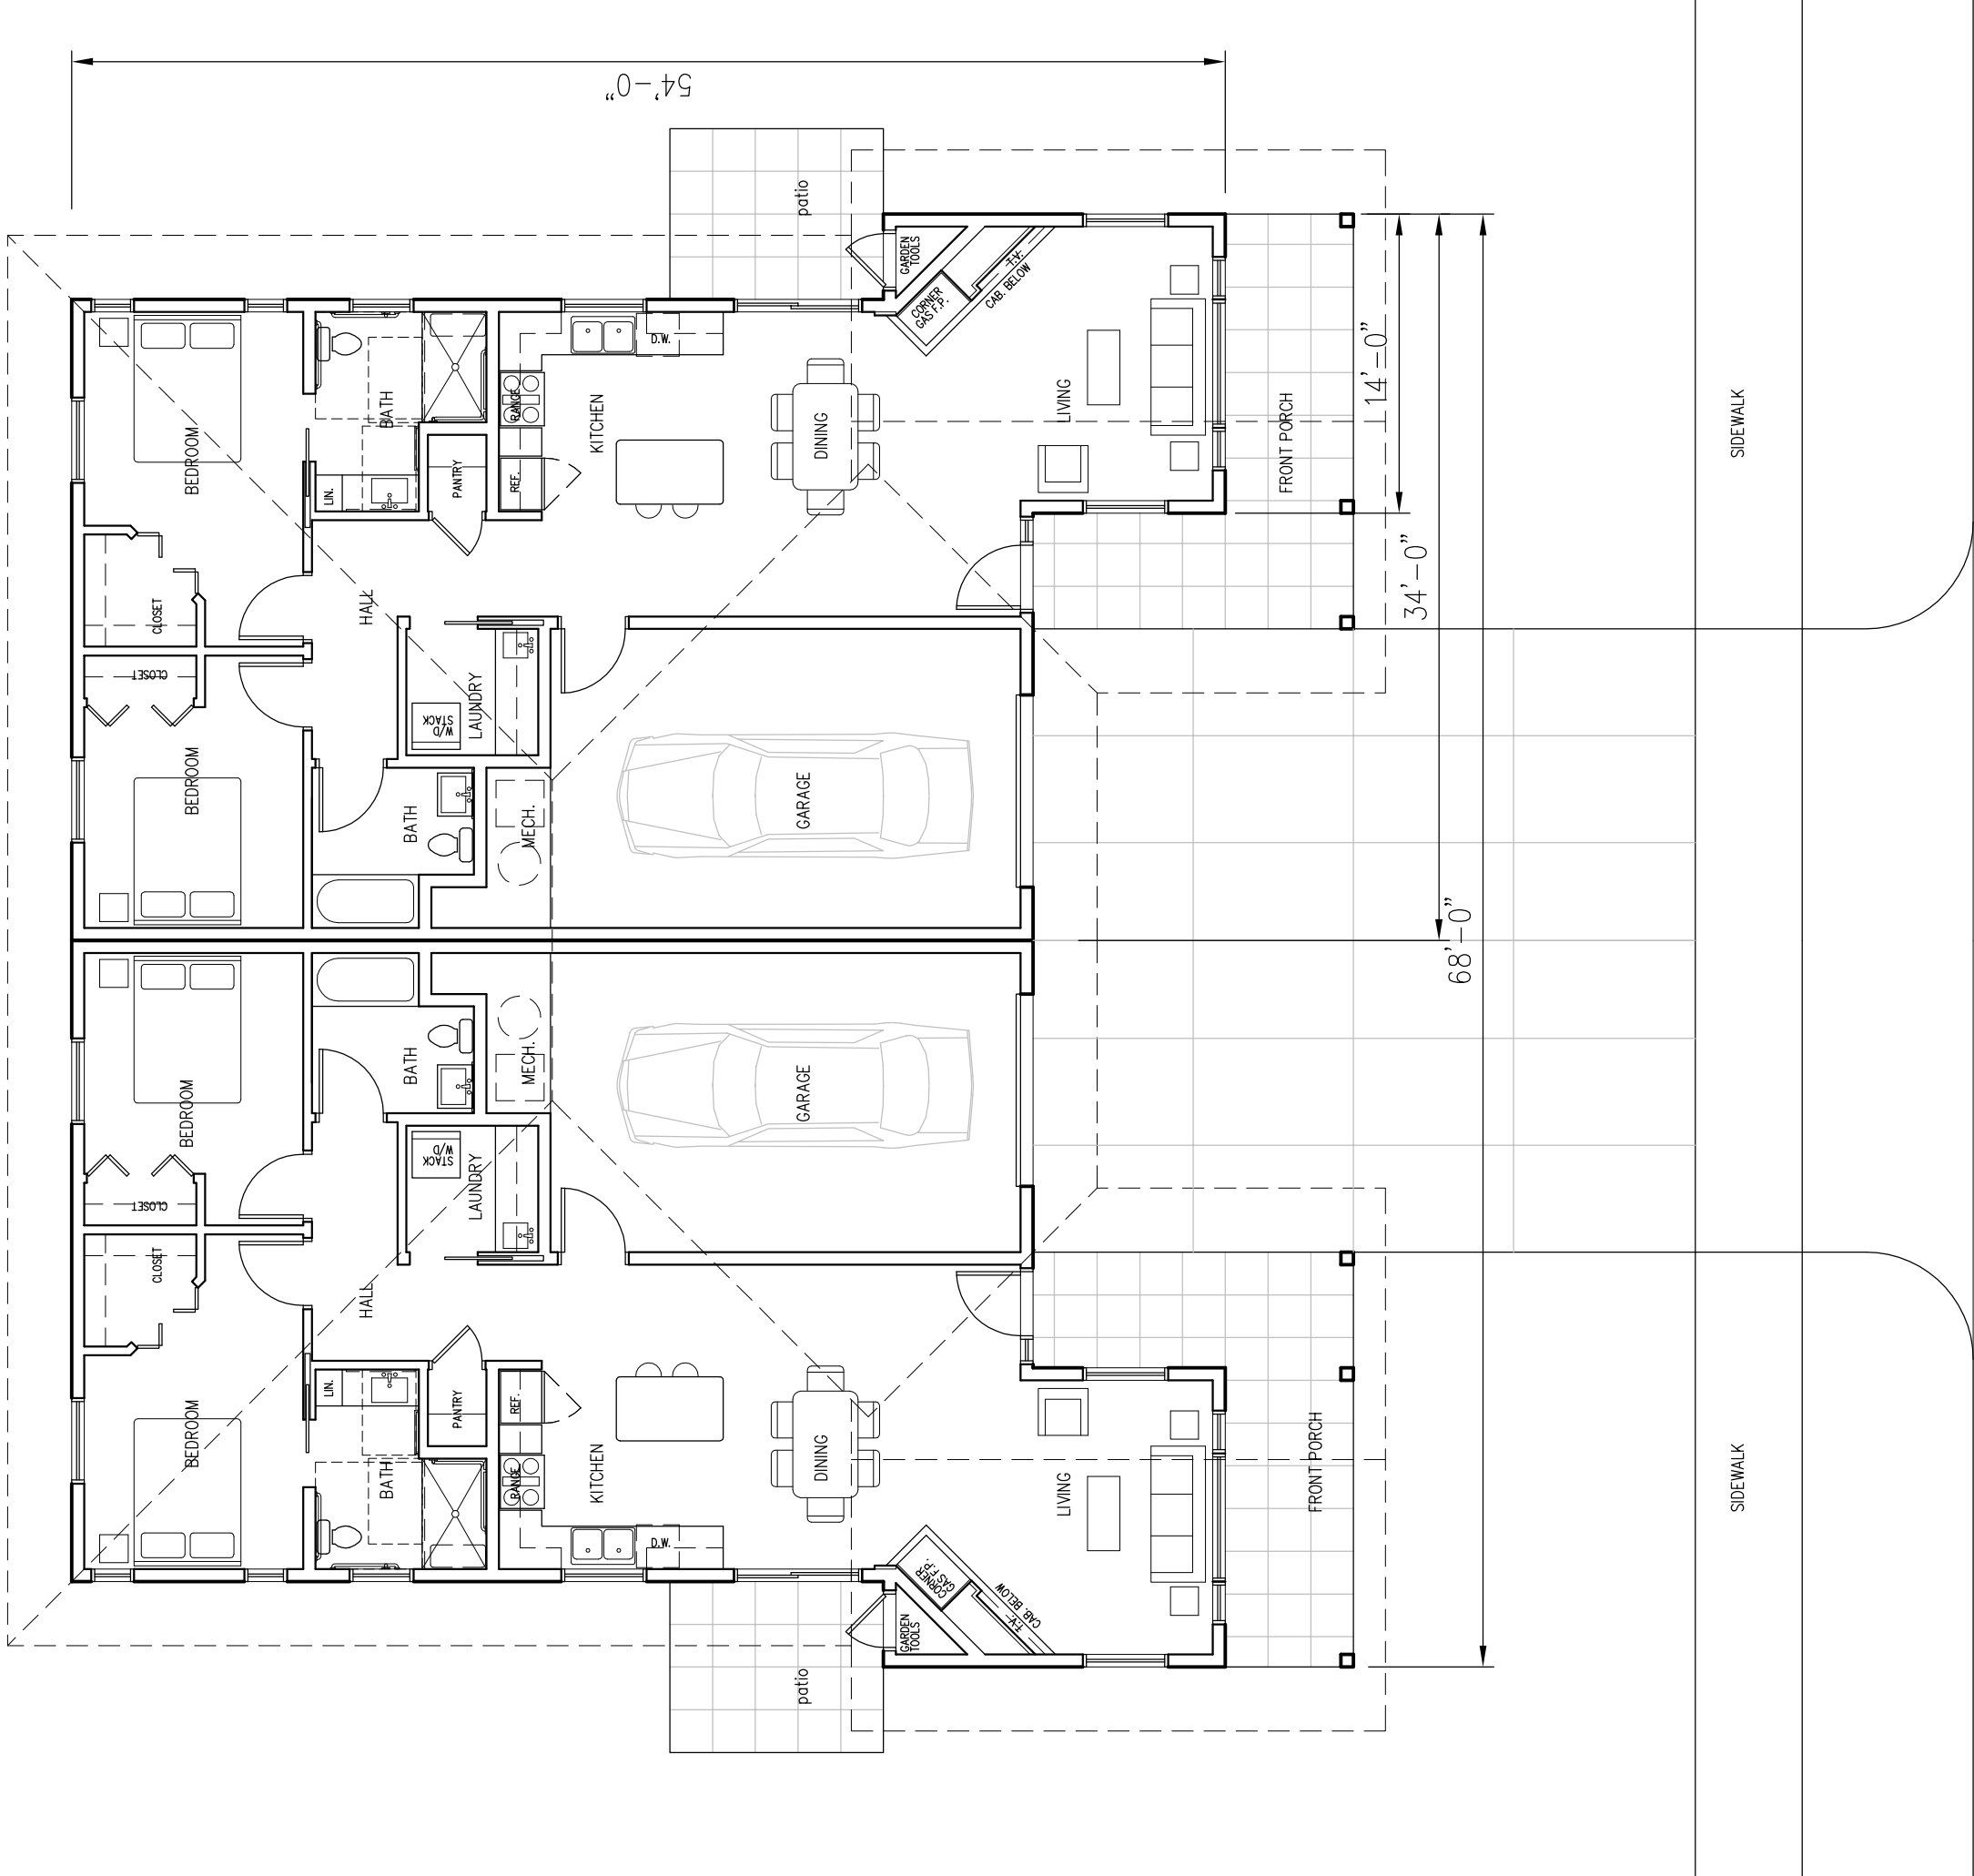 54'-0"
patio
GARDEN
TOOLS
CORNER
GAS F.P.
T.V.
CAB. BELOW
BEDROOM
BATH
LIN.
PANTRY
RANGE
REF.
D.W.
KITCHEN
DINING
LIVING
FRONT PORCH
14'-0"
34'-0"
68'-0"
SIDEWALK
CLOSET
HALL
CLOSET
LAUNDRY
W/D
STACK
BEDROOM
BATH
MECH.
GARAGE
BEDROOM
BATH
MECH.
GARAGE
CLOSET
W/D
STACK
LAUNDRY
CLOSET
HALL
BEDROOM
BATH
LIN.
PANTRY
REF.
RANGE
D.W.
KITCHEN
DINING
LIVING
FRONT PORCH
SIDEWALK
CORNER
GAS F.P.
T.V.
CAB. BELOW
GARDEN
TOOLS
patio